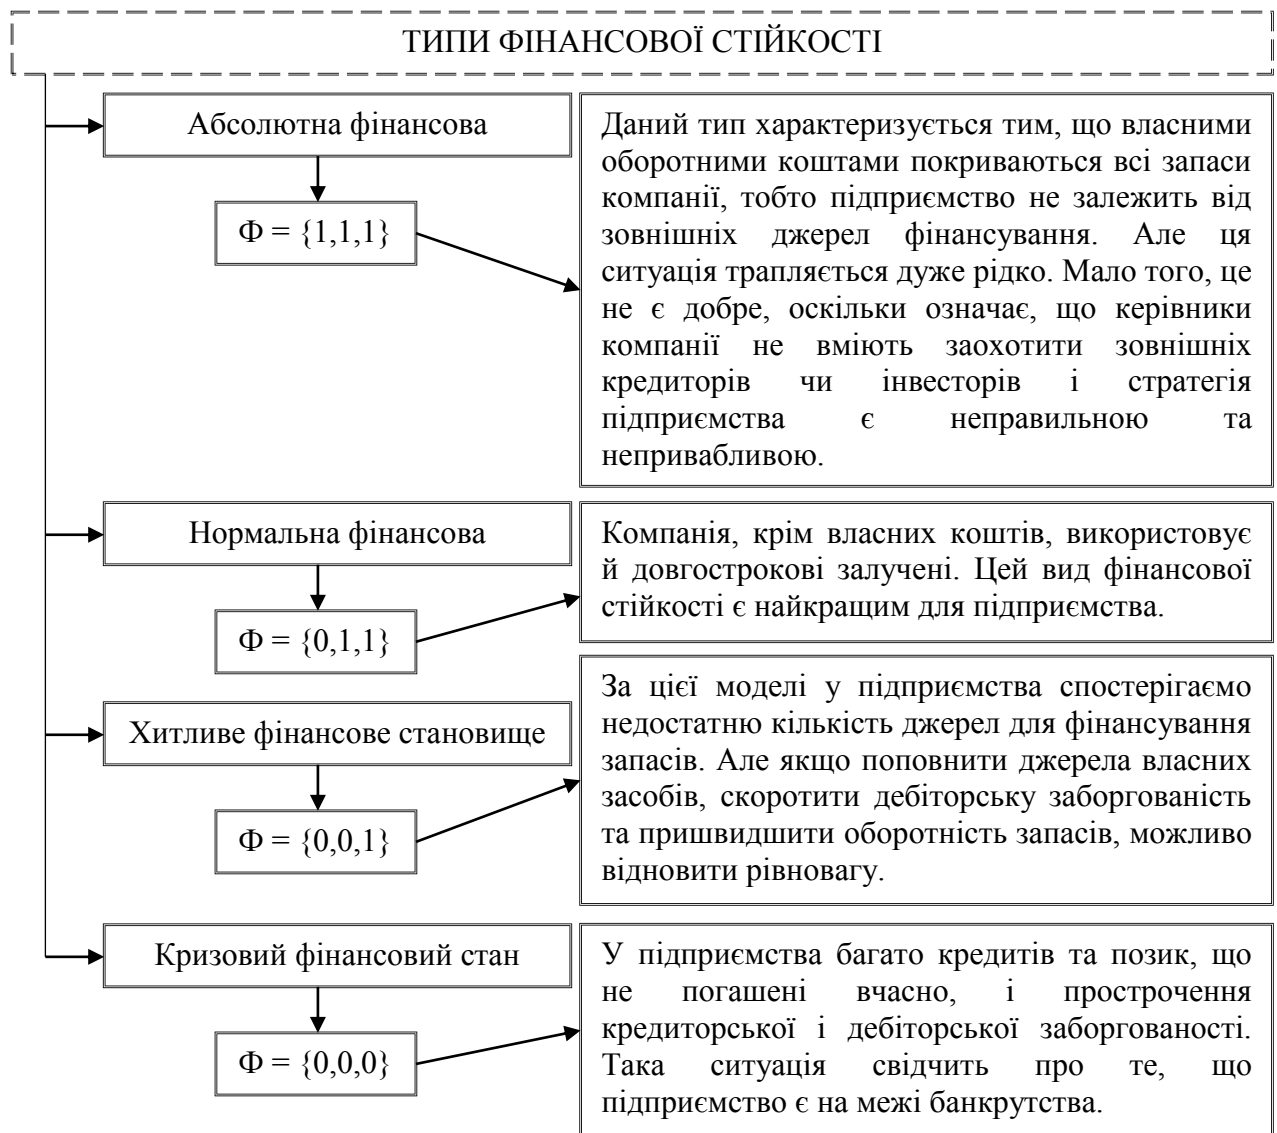 ТИПИ ФІНАНСОВОЇ СТІЙКОСТІ
Абсолютна фінансова
Ф = {1,1,1}
Даний тип характеризується тим, що власними
оборотними коштами покриваються всі запаси
компанії, тобто підприємство не залежить від
зовнішніх джерел фінансування. Але ця
ситуація трапляється дуже рідко. Мало того, це
не є добре, оскільки означає, що керівники
компанії не вміють заохотити зовнішніх
кредиторів чи інвесторів і стратегія
підприємства є неправильною та
непривабливою.
Нормальна фінансова
Ф = {0,1,1}
Компанія, крім власних коштів, використовує
й довгострокові залучені. Цей вид фінансової
стійкості є найкращим для підприємства.
Хитливе фінансове становище
Ф = {0,0,1}
За цієї моделі у підприємства спостерігаємо
недостатню кількість джерел для фінансування
запасів. Але якщо поповнити джерела власних
засобів, скоротити дебіторську заборгованість
та пришвидшити оборотність запасів, можливо
відновити рівновагу.
Кризовий фінансовий стан
Ф = {0,0,0}
У підприємства багато кредитів та позик, що
не погашені вчасно, і прострочення
кредиторської і дебіторської заборгованості.
Така ситуація свідчить про те, що
підприємство є на межі банкрутства.